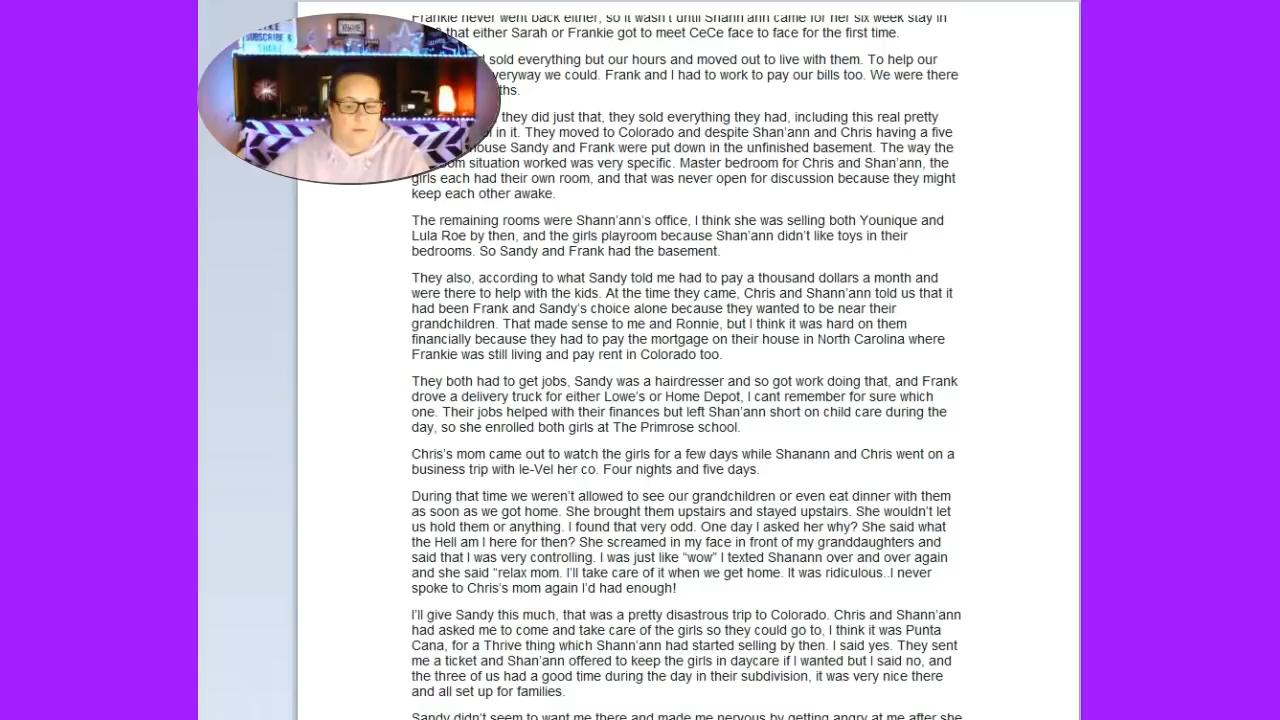 SUBSCRIBE &
Frankie never went back either, so it wasn't until Shann'ann came for her six week stay in
that either Sarah or Frankie got to meet CeCe face to face for the first time.
sold everything but our hours and moved out to live with them. To help our
everyway we could. Frank and I had to work to pay our bills too. We were there
they did just that, they sold everything they had, including this real pretty
in it. They moved to Colorado and despite Shan'ann and Chris having a five
house Sandy and Frank were put down in the unfinished basement. The way the
situation worked was very specific. Master bedroom for Chris and Shan'ann, the
girls each had their own room, and that was never open for discussion because they might
keep each other awake.
The remaining rooms were Shann'ann's office, I think she was selling both Younique and
Lula Roe by then, and the girls playroom because Shan'ann didn't like toys in their
bedrooms. So Sandy and Frank had the basement.
They also, according to what Sandy told me had to pay a thousand dollars a month and
were there to help with the kids. At the time they came, Chris and Shann'ann told us that it
had been Frank and Sandy's choice alone because they wanted to be near their
grandchildren. That made sense to me and Ronnie, but I think it was hard on them
financially because they had to pay the mortgage on their house in North Carolina where
Frankie was still living and pay rent in Colorado too.
They both had to get jobs, Sandy was a hairdresser and so got work doing that, and Frank
drove a delivery truck for either Lowe's or Home Depot, I cant remember for sure which
one. Their jobs helped with their finances but left Shan'ann short on child care during the
day, so she enrolled both girls at The Primrose school.
Chris's mom came out to watch the girls for a few days while Shanann and Chris went on a
business trip with le-Vel her co. Four nights and five days.
During that time we weren't allowed to see our grandchildren or even eat dinner with them
as soon as we got home. She brought them upstairs and stayed upstairs. She wouldn't let
us hold them or anything. I found that very odd. One day I asked her why? She said what
the Hell am I here for then? She screamed in my face in front of my granddaughters and
said that I was very controlling. I was just like “wow” I texted Shanann over and over again
and she said “relax mom. I'll take care of it when we get home. It was ridiculous..I never
spoke to Chris's mom again I'd had enough!
I'll give Sandy this much, that was a pretty disastrous trip to Colorado. Chris and Shann'ann
had asked me to come and take care of the girls so they could go to, I think it was Punta
Cana, for a Thrive thing which Shann'ann had started selling by then. I said yes. They sent
me a ticket and Shan'ann offered to keep the girls in daycare if I wanted but I said no, and
the three of us had a good time during the day in their subdivision, it was very nice there
and all set up for families.
Sandy didn't seem to want me there and made me nervous by getting angry at me after she